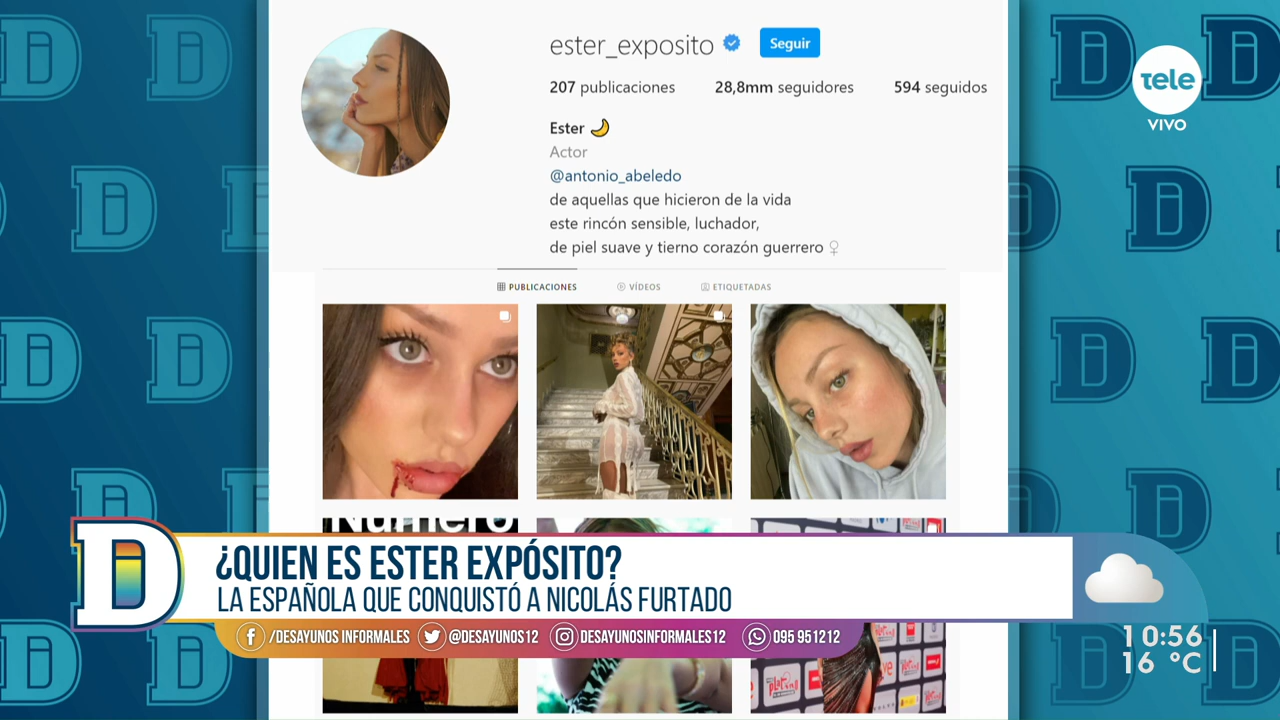 ester_exposito
Seguir
207 publicaciones 28,8mm seguidores 594 seguidos
Ester
Actor
@antonio_abeledo
de aquellas que hicieron de la vida
este rincón sensible, luchador,
de piel suave y tierno corazón guerrero ♀
PUBLICACIONES VÍDEOS ETIQUETADAS
tele
VIVO
Numéro
¿QUIEN ES ESTER EXPÓSITO?
LA ESPAÑOLA QUE CONQUISTÓ A NICOLÁS FURTADO
/DESAYUNOS INFORMALES @DESAYUNOS12 DESAYUNOSINFORMALES12 095 951212
10:56
16 °C